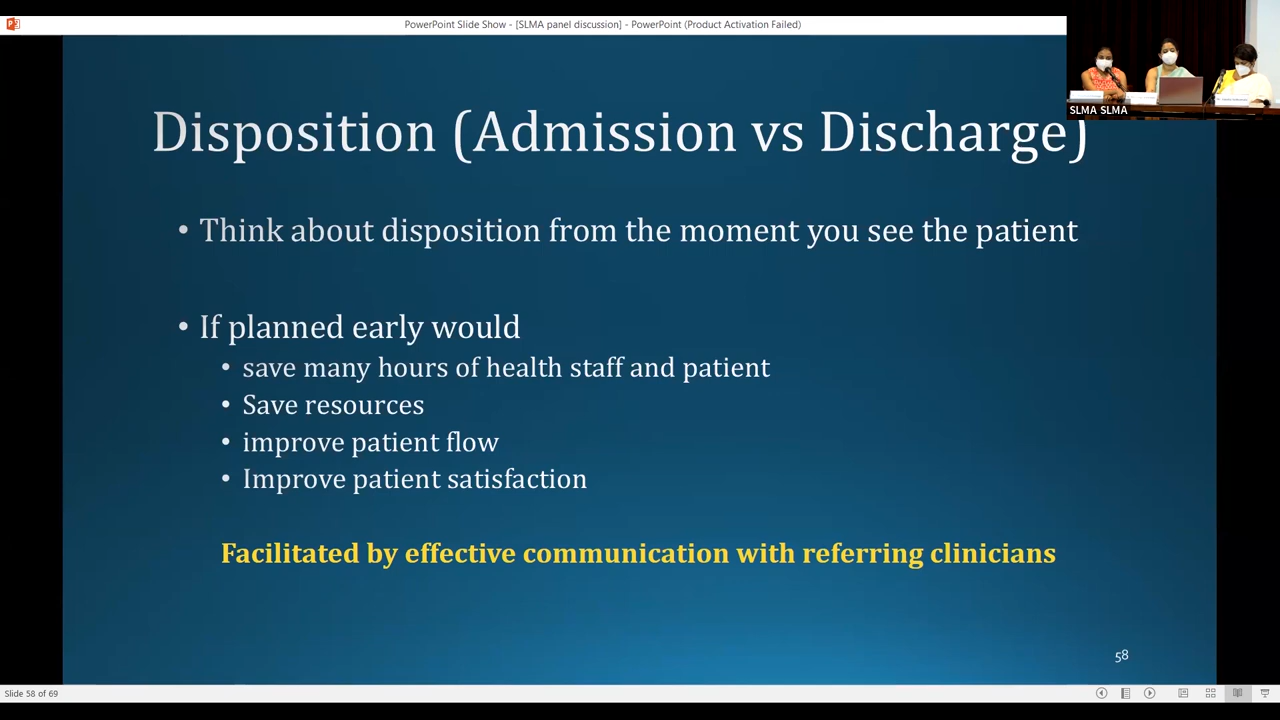 PowerPoint Slide Show - [SLMA panel discussion] - PowerPoint (Product Activation Failed)
SLMA SLMA
Disposition (Admission vs Discharge)
• Think about disposition from the moment you see the patient
• If planned early would
• save many hours of health staff and patient
• Save resources
• improve patient flow
• Improve patient satisfaction
Facilitated by effective communication with referring clinicians
58
Slide 58 of 69